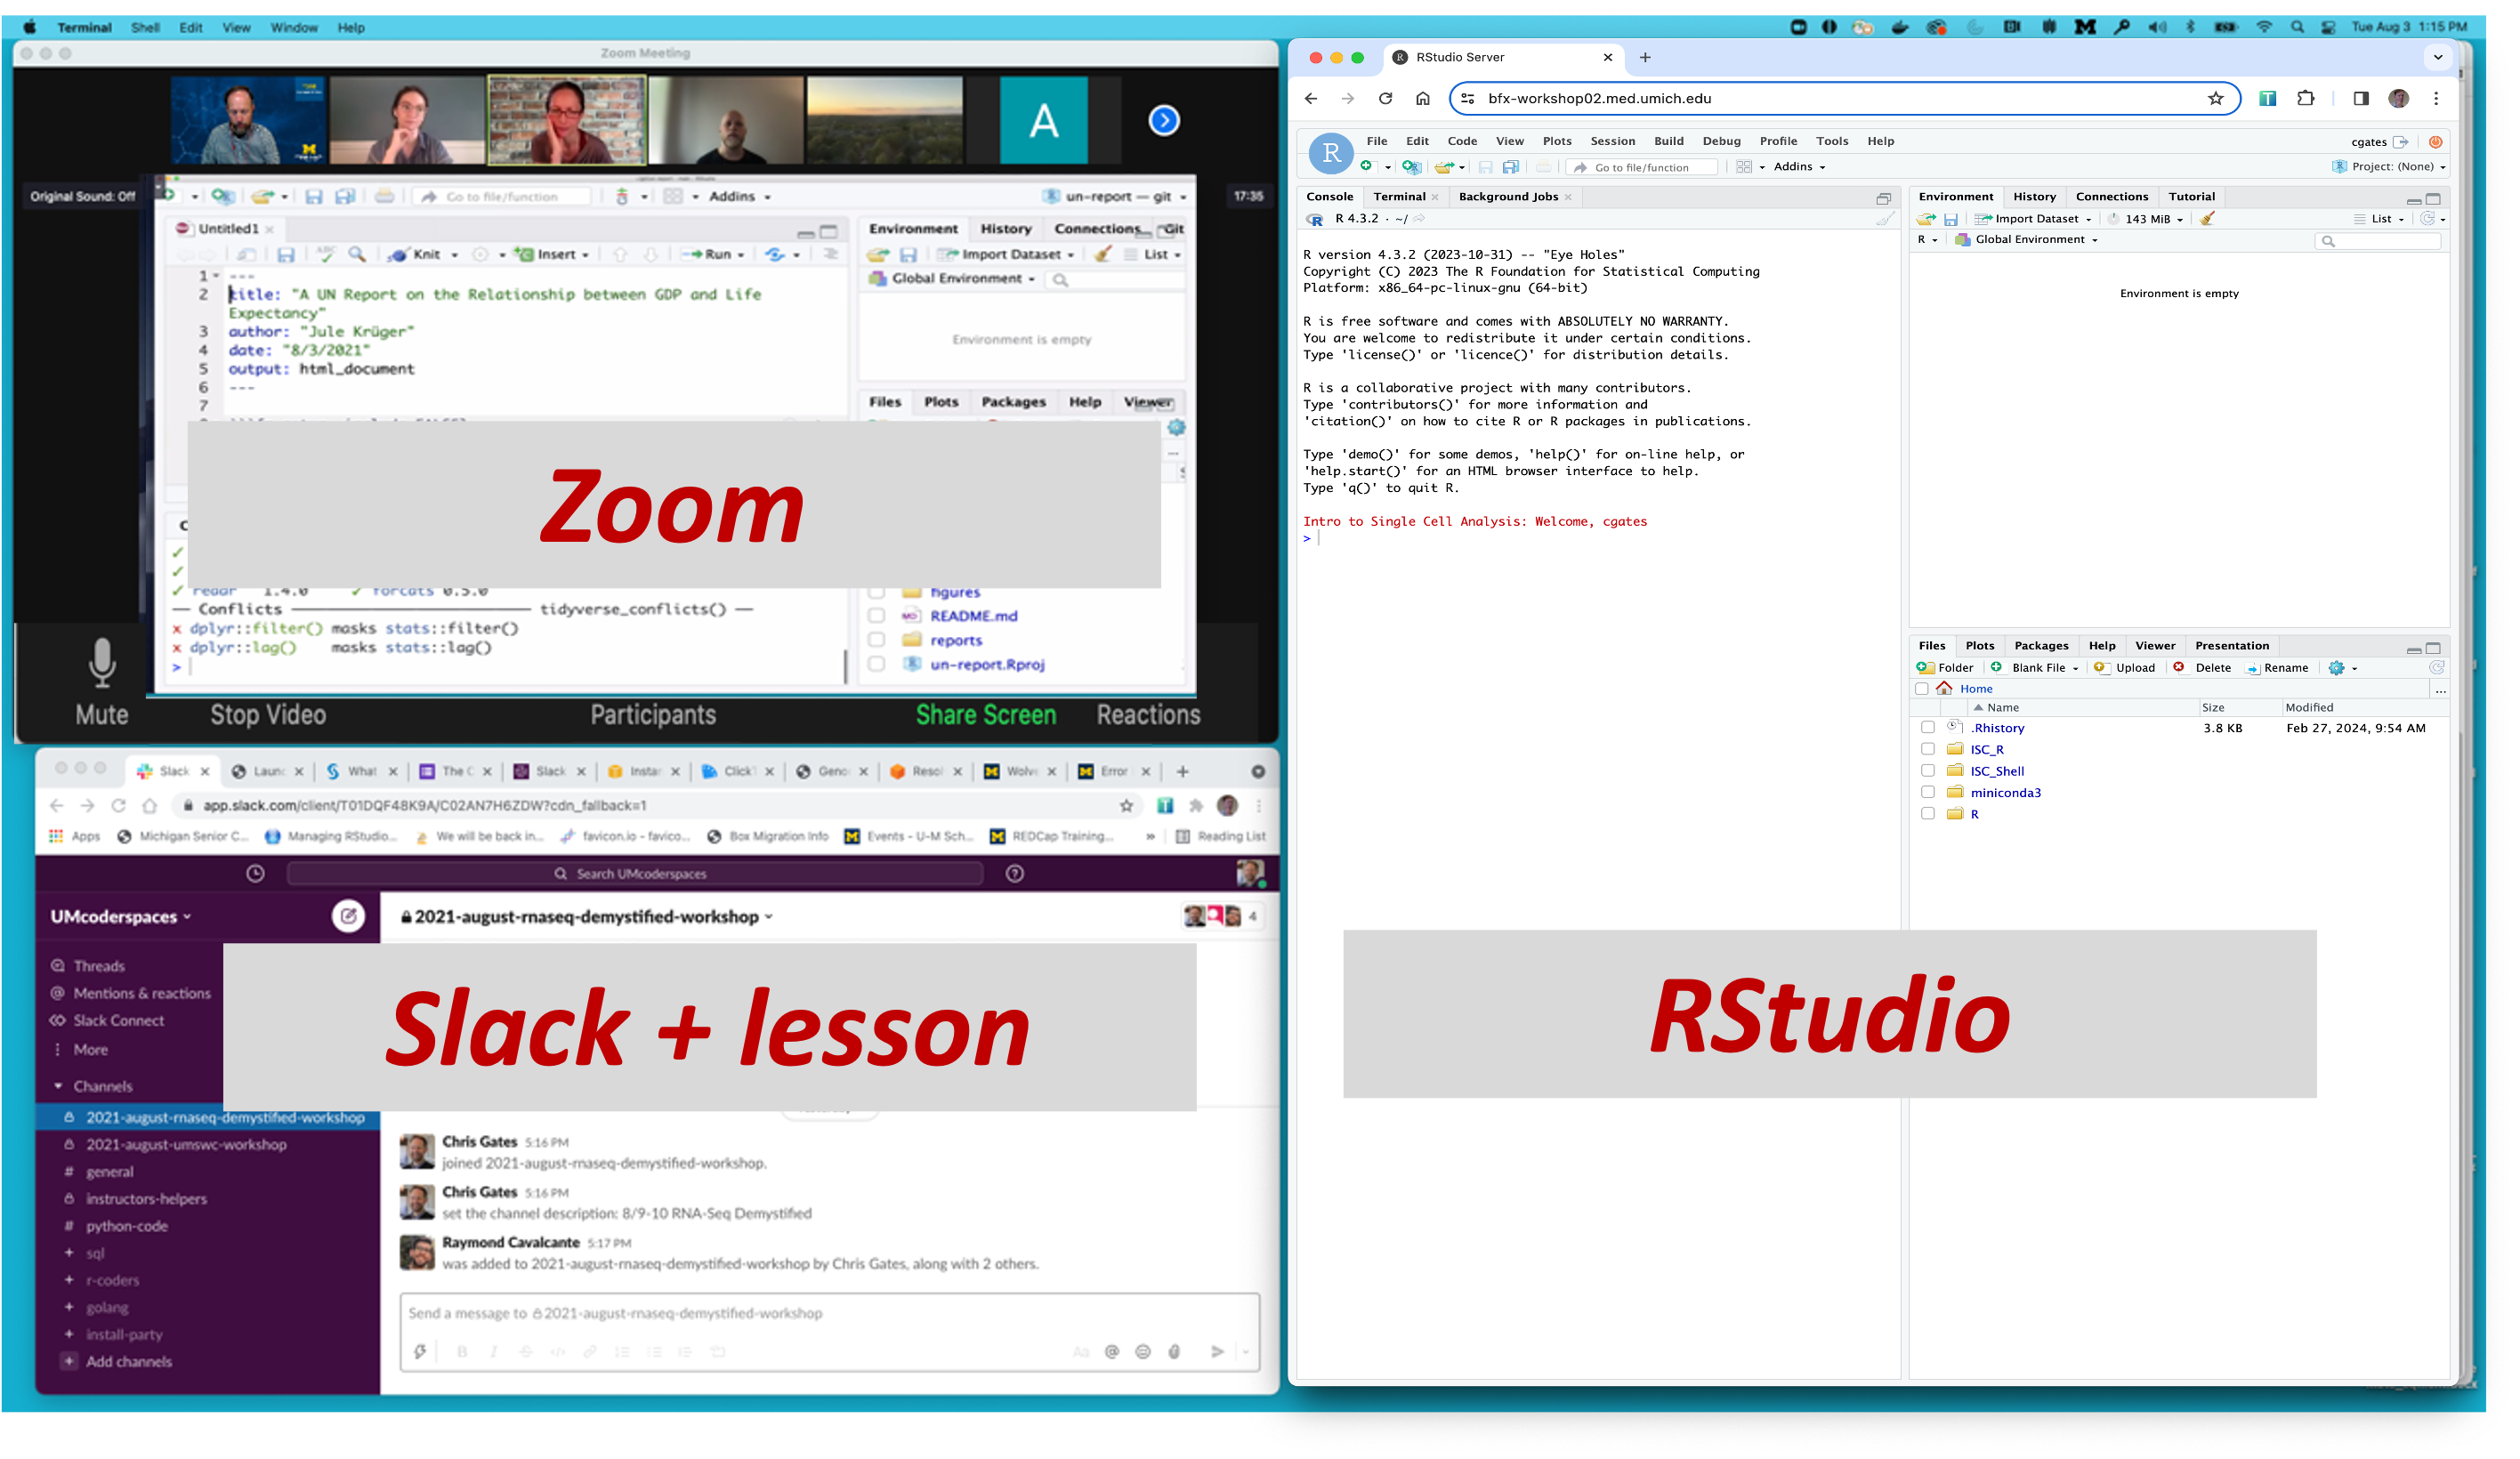 Terminal Shell Edit View Window Help
Tue Aug 3 1:15 PM
Zoom Meeting
A
Original Sound: Off
17:35
Go to file/function
Addins
un-report — git
Untitled1
Knit
Insert
Run
1 ---
2 title: "A UN Report on the Relationship between GDP and Life
Expectancy"
3 author: "Jule Krüger"
4 date: "8/3/2021"
5 output: html_document
6 ---
7
Environment History Connections Git
Import Dataset
List
Global Environment
Environment is empty
Files Plots Packages Help Viewer
Zoom
✓ readr 1.4.0 ✓ forcats 0.5.0
— Conflicts — tidyverse_conflicts() —
x dplyr::filter() masks stats::filter()
x dplyr::lag() masks stats::lag()
>
figures
README.md
reports
un-report.Rproj
Mute
Stop Video
Participants
Share Screen
Reactions
Slack
What
Slack
Error
app.slack.com/client/T01DQF48K9A/C02AN7H6ZDW?cdn_fallback=1
Apps
Michigan Senior C...
Managing RStudio...
We will be back in...
favicon.io - favico...
Box Migration Info
Events - U-M Sch...
REDCap Training...
»
Reading List
Search UMcoderspaces
UMcoderspaces
2021-august-rnaseq-demystified-workshop
4
Threads
Mentions & reactions
Slack Connect
More
Channels
2021-august-rnaseq-demystified-workshop
2021-august-umswc-workshop
# general
instructors-helpers
# python-code
+ sql
+ r-coders
+ golang
+ install-party
+ Add channels
Slack + lesson
Chris Gates 5:16 PM
joined 2021-august-rnaseq-demystified-workshop.
Chris Gates 5:16 PM
set the channel description: 8/9-10 RNA-Seq Demystified
Raymond Cavalcante 5:17 PM
was added to 2021-august-rnaseq-demystified-workshop by Chris Gates, along with 2 others.
Send a message to 2021-august-rnaseq-demystified-workshop
RStudio Server
bfx-workshop02.med.umich.edu
File Edit Code View Plots Session Build Debug Profile Tools Help
cgates
Go to file/function
Addins
Project: (None)
Console Terminal Background Jobs
R 4.3.2 · ~/
R version 4.3.2 (2023-10-31) -- "Eye Holes"
Copyright (C) 2023 The R Foundation for Statistical Computing
Platform: x86_64-pc-linux-gnu (64-bit)
R is free software and comes with ABSOLUTELY NO WARRANTY.
You are welcome to redistribute it under certain conditions.
Type 'license()' or 'licence()' for distribution details.
R is a collaborative project with many contributors.
Type 'contributors()' for more information and
'citation()' on how to cite R or R packages in publications.
Type 'demo()' for some demos, 'help()' for on-line help, or
'help.start()' for an HTML browser interface to help.
Type 'q()' to quit R.
Intro to Single Cell Analysis: Welcome, cgates
>
Environment History Connections Tutorial
Import Dataset
143 MiB
List
R
Global Environment
Environment is empty
Files Plots Packages Help Viewer Presentation
Folder Blank File Upload Delete Rename
Home
...
Name Size Modified
.Rhistory 3.8 KB Feb 27, 2024, 9:54 AM
ISC_R
ISC_Shell
miniconda3
R
RStudio